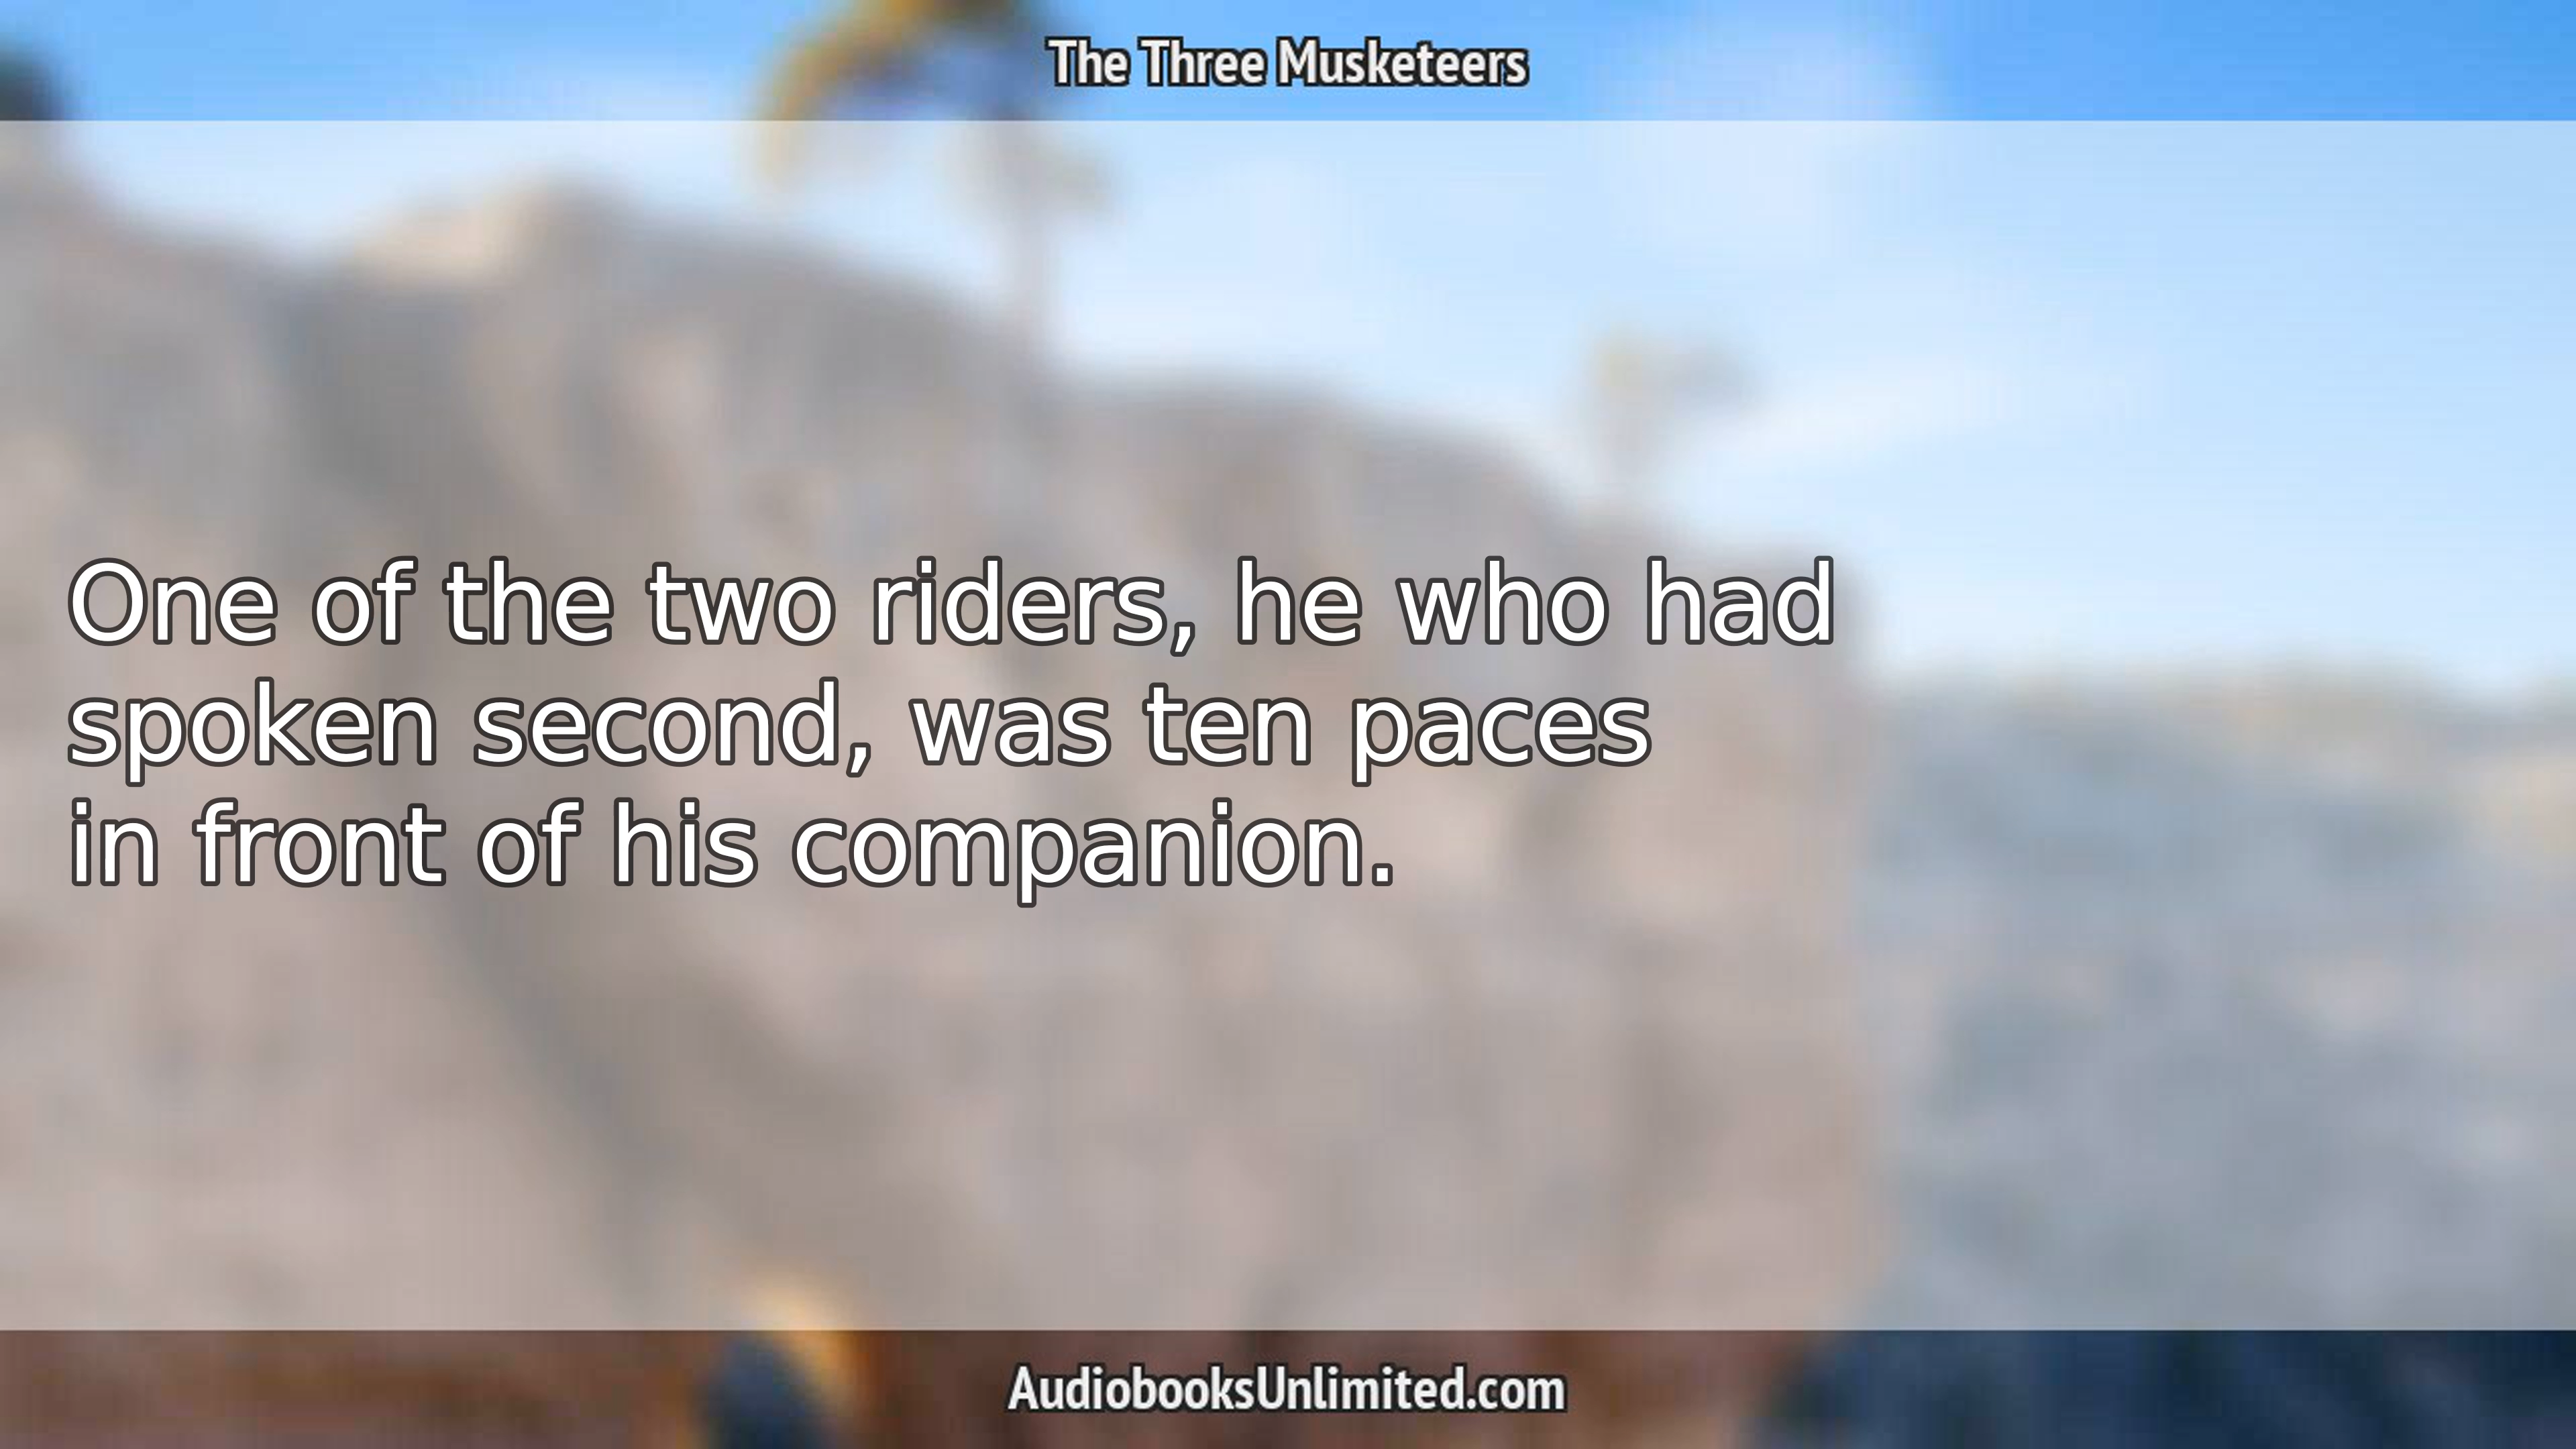 The Three Musketeers
One of the two riders, he who had
spoken second, was ten paces
in front of his companion.
AudiobooksUnlimited.com